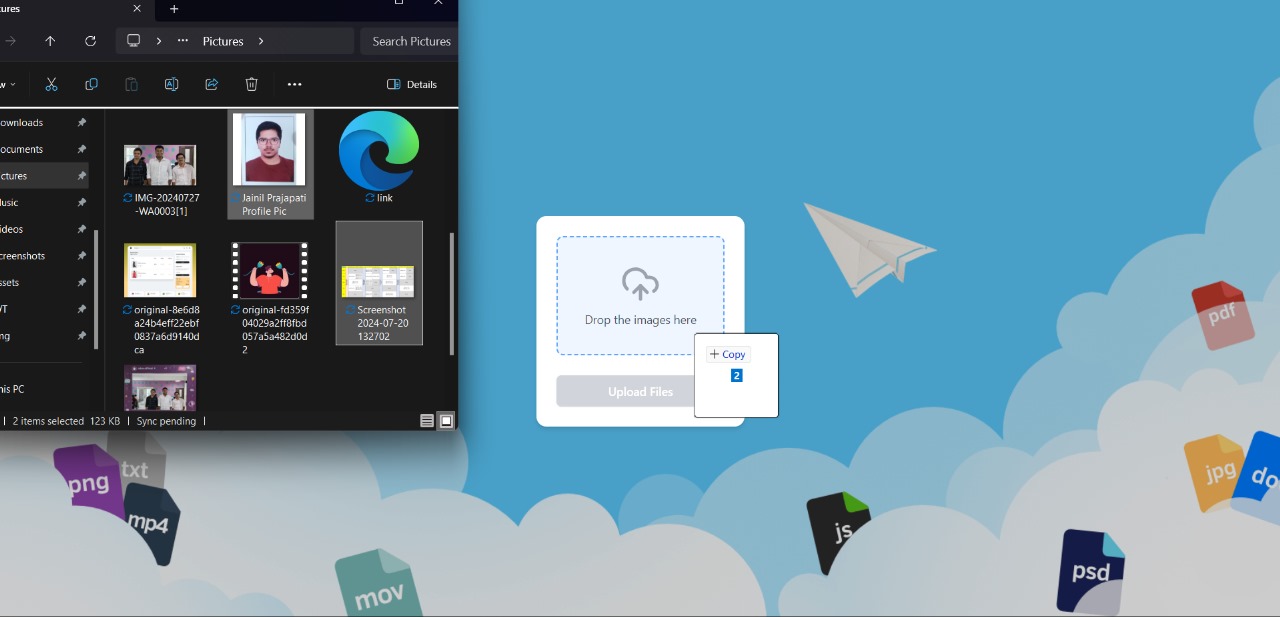 tures
Pictures
Search Pictures
w
Details
ownloads
ocuments
ctures
usic
ideos
creenshots
ssets
VT
ng
his PC
IMG-20240727
-WA0003[1]
Jainil Prajapati
Profile Pic
link
original-8e6d8
a24b4eff22ebf
0837a6d9140d
ca
original-fd359f
04029a2ff8fbd
057a5a482d0d
2
Screenshot
2024-07-20
132702
2 items selected 123 KB
Sync pending
Drop the images here
Copy
2
Upload Files
pdf
png
txt
mp4
mov
js
psd
jpg
do